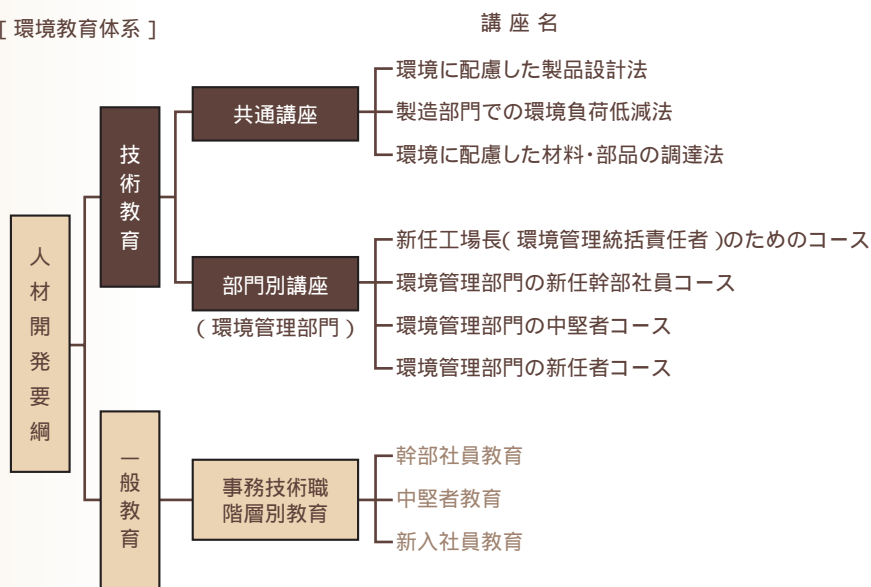 [ 環境教育体系 ]
講座名
人材開発要綱
技術教育
共通講座
環境に配慮した製品設計法
製造部門での環境負荷低減法
環境に配慮した材料・部品の調達法
部門別講座
( 環境管理部門 )
新任工場長( 環境管理統括責任者 )のためのコース
環境管理部門の新任幹部社員コース
環境管理部門の中堅者コース
環境管理部門の新任者コース
一般教育
事務技術職
階層別教育
幹部社員教育
中堅者教育
新入社員教育